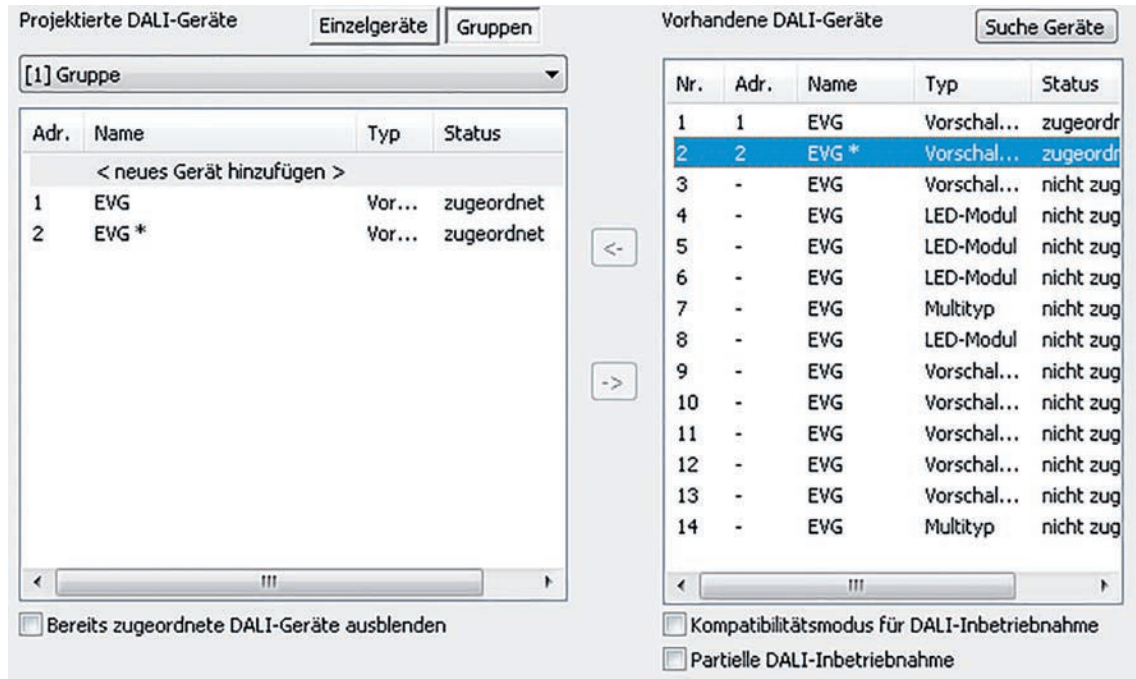 Projektierte DALI-Geräte Einzelgeräte Gruppen
[1] Gruppe
Adr. Name Typ Status
< neues Gerät hinzufügen >
1 EVG Vor... zugeordnet
2 EVG * Vor... zugeordnet
Bereits zugeordnete DALI-Geräte ausblenden
<-
->
Vorhandene DALI-Geräte Suche Geräte
Nr. Adr. Name Typ Status
1 1 EVG Vorschal... zugeordr
2 2 EVG * Vorschal... zugeordr
3 - EVG Vorschal... nicht zug
4 - EVG LED-Modul nicht zug
5 - EVG LED-Modul nicht zug
6 - EVG LED-Modul nicht zug
7 - EVG Multityp nicht zug
8 - EVG LED-Modul nicht zug
9 - EVG Vorschal... nicht zug
10 - EVG Vorschal... nicht zug
11 - EVG Vorschal... nicht zug
12 - EVG Vorschal... nicht zug
13 - EVG Vorschal... nicht zug
14 - EVG Multityp nicht zug
Kompatibilitätsmodus für DALI-Inbetriebnahme
Partielle DALI-Inbetriebnahme